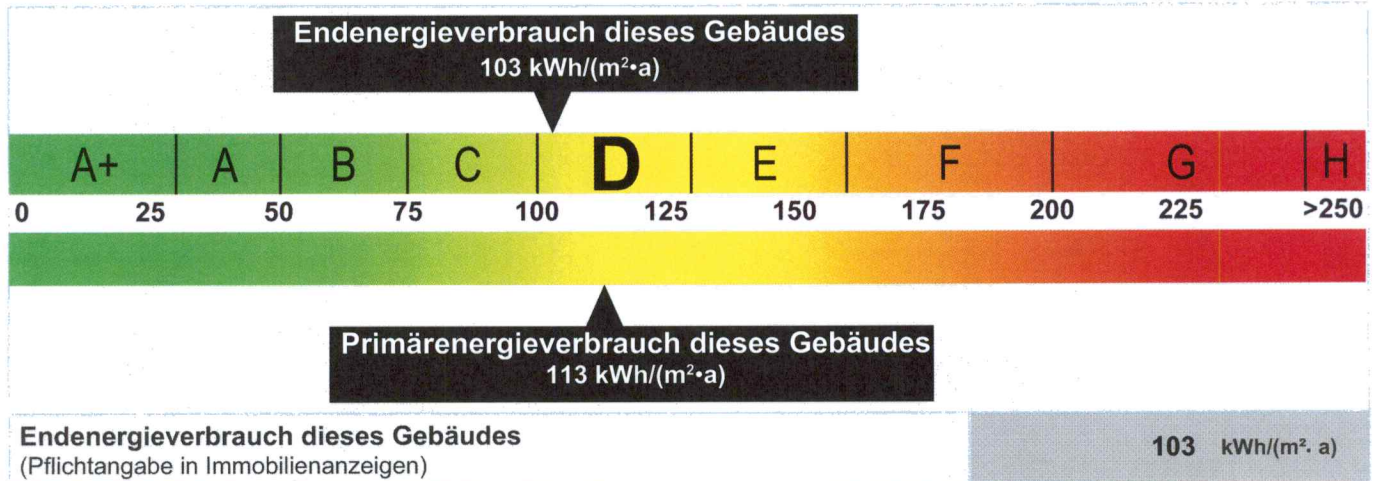 Endenergieverbrauch dieses Gebäudes
103 kWh/(m²•a)
A+ A B C D E F G H
0 25 50 75 100 125 150 175 200 225 >250
Primärenergieverbrauch dieses Gebäudes
113 kWh/(m²•a)
Endenergieverbrauch dieses Gebäudes
(Pflichtangabe in Immobilienanzeigen)
103 kWh/(m². a)